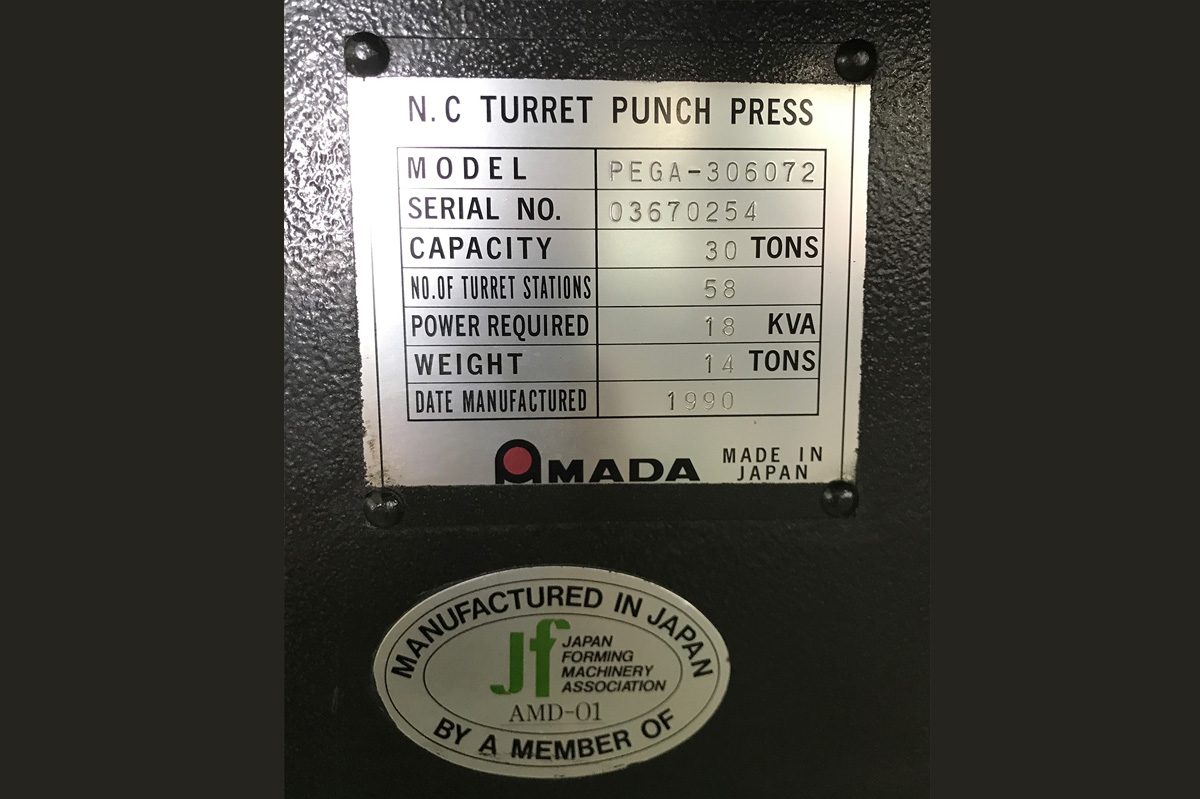 N.C TURRET PUNCH PRESS
MODEL PEGA-306072
SERIAL NO. 03670254
CAPACITY 30 TONS
NO.OF TURRET STATIONS 58
POWER REQUIRED 18 KVA
WEIGHT 14 TONS
DATE MANUFACTURED 1990
AMADA
MADE IN
JAPAN
MANUFACTURED IN JAPAN
Jf
JAPAN
FORMING
MACHINERY
ASSOCIATION
AMD-01
BY A MEMBER OF